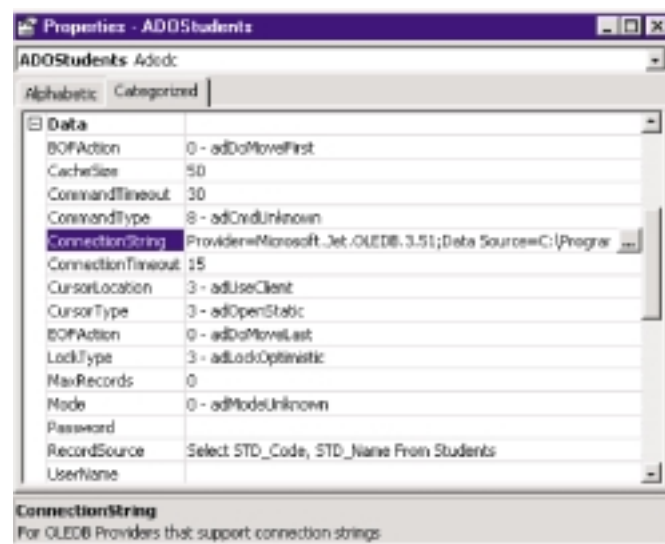 Properties - ADOStudents
ADOStudents Adodc
Alphabetic Categorized
Data
BOFAction 0 - adDoMoveFirst
CacheSize 50
CommandTimeout 30
CommandType 8 - adCmdUnknown
ConnectionString Provider=Microsoft.Jet.OLEDB.3.51;Data Source=C:\Prograr ...
ConnectionTimeout 15
CursorLocation 3 - adUseClient
CursorType 3 - adOpenStatic
EOFAction 0 - adDoMoveLast
LockType 3 - adLockOptimistic
MaxRecords 0
Mode 0 - adModeUnknown
Password
RecordSource Select STD_Code, STD_Name From Students
UserName
ConnectionString
For OLEDB Providers that support connection strings